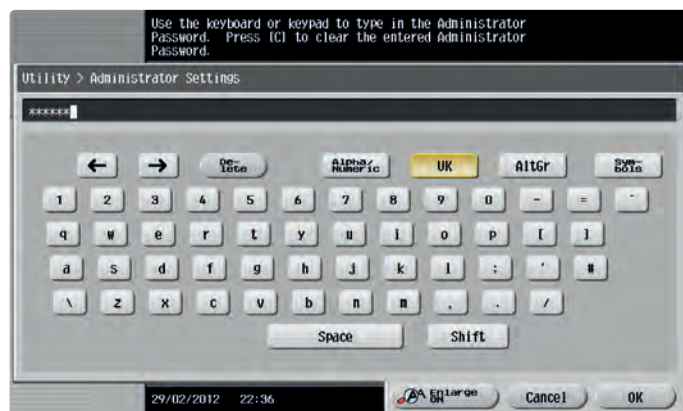 Use the keyboard or keypad to type in the Administrator
Password. Press [C] to clear the entered Administrator
Password.
Utility > Administrator Settings
******
← → De-lete Alpha/Numeric UK AltGr Sym-bols
1 2 3 4 5 6 7 8 9 0 - = `
q w e r t y u i o p [ ]
a s d f g h j k l ; ' #
\ z x c v b n m , . /
Space Shift
29/02/2012 22:36 Enlarge ON Cancel OK